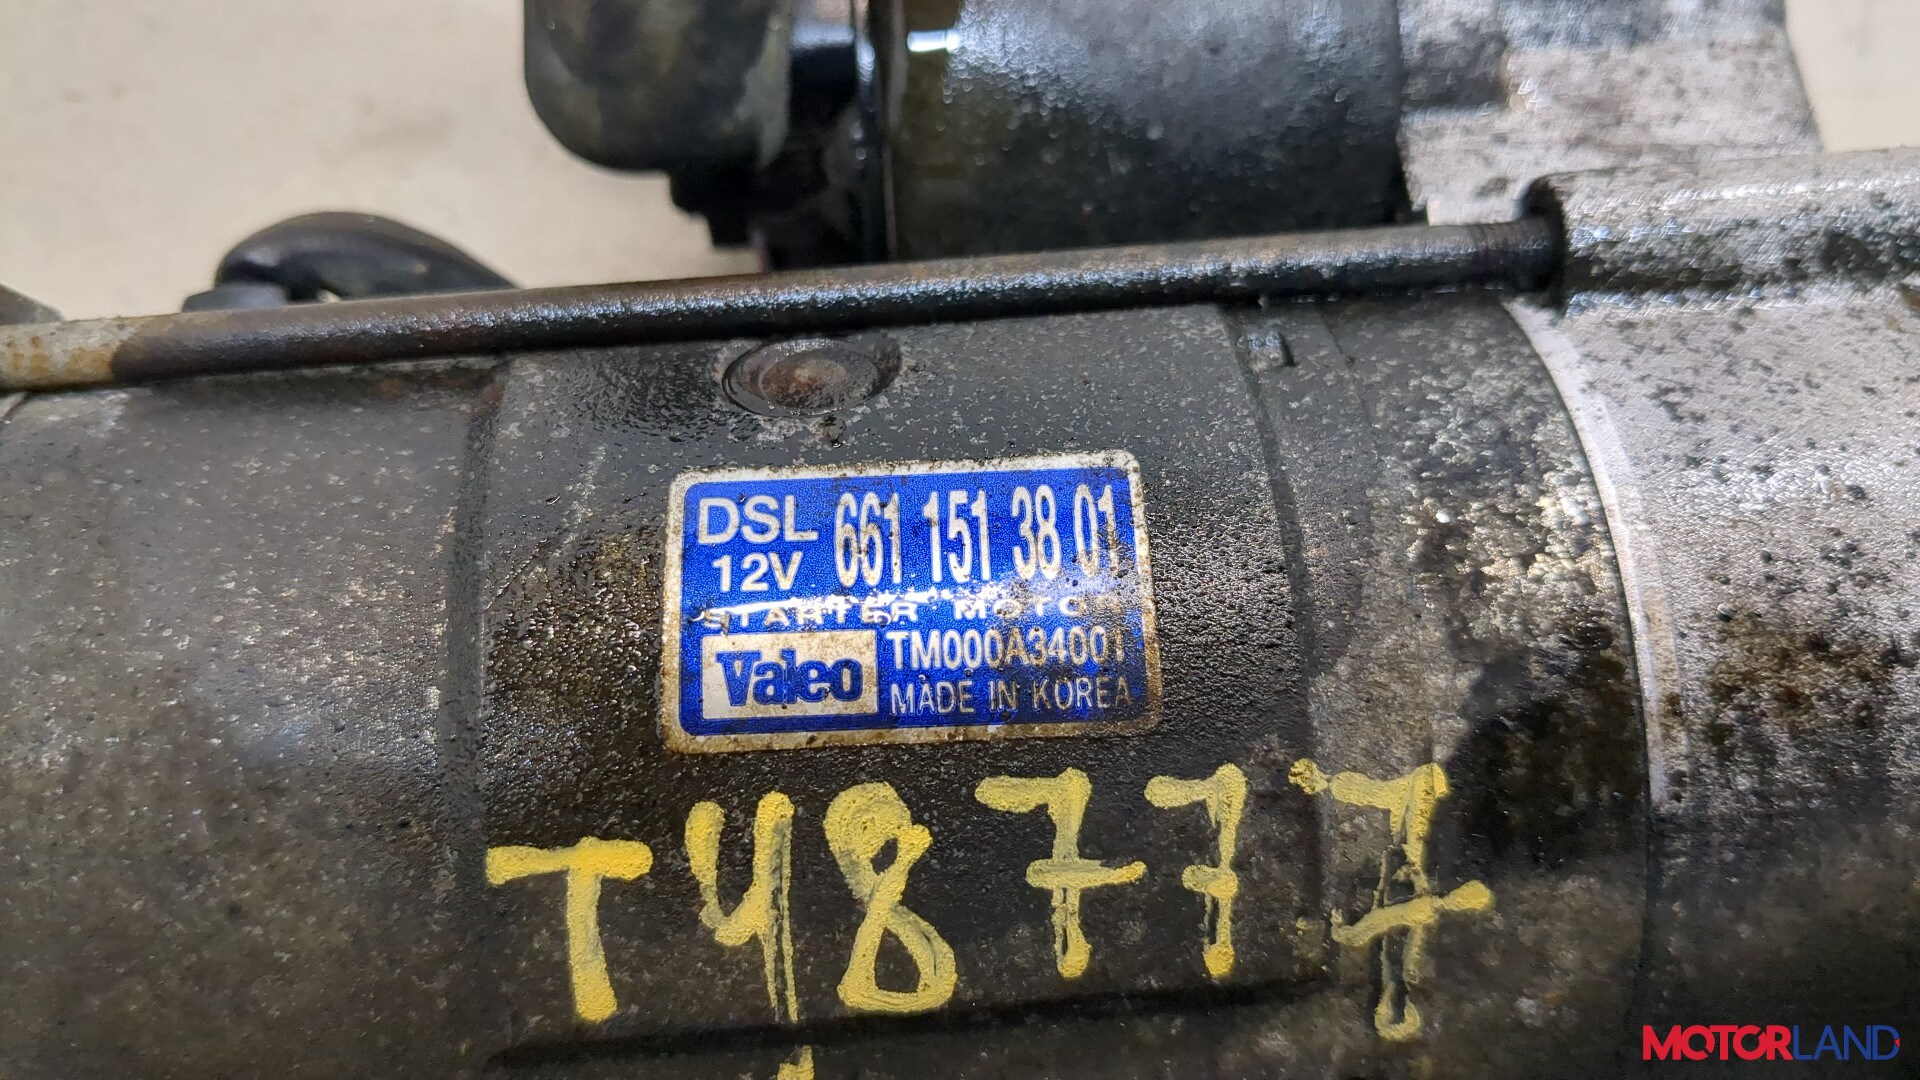 DSL 661 151 38 01
12V
STARTER MOTOR
Valeo TM000A34001
MADE IN KOREA
T48777
MOTORLAND